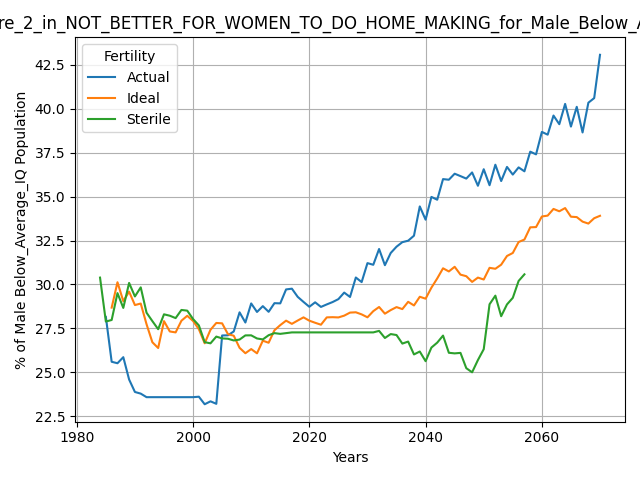 re_2_in_NOT_BETTER_FOR_WOMEN_TO_DO_HOME_MAKING_for_Male_Below_A
Fertility
Actual
Ideal
Sterile
% of Male Below_Average_IQ Population
42.5
40.0
37.5
35.0
32.5
30.0
27.5
25.0
22.5
1980 2000 2020 2040 2060
Years